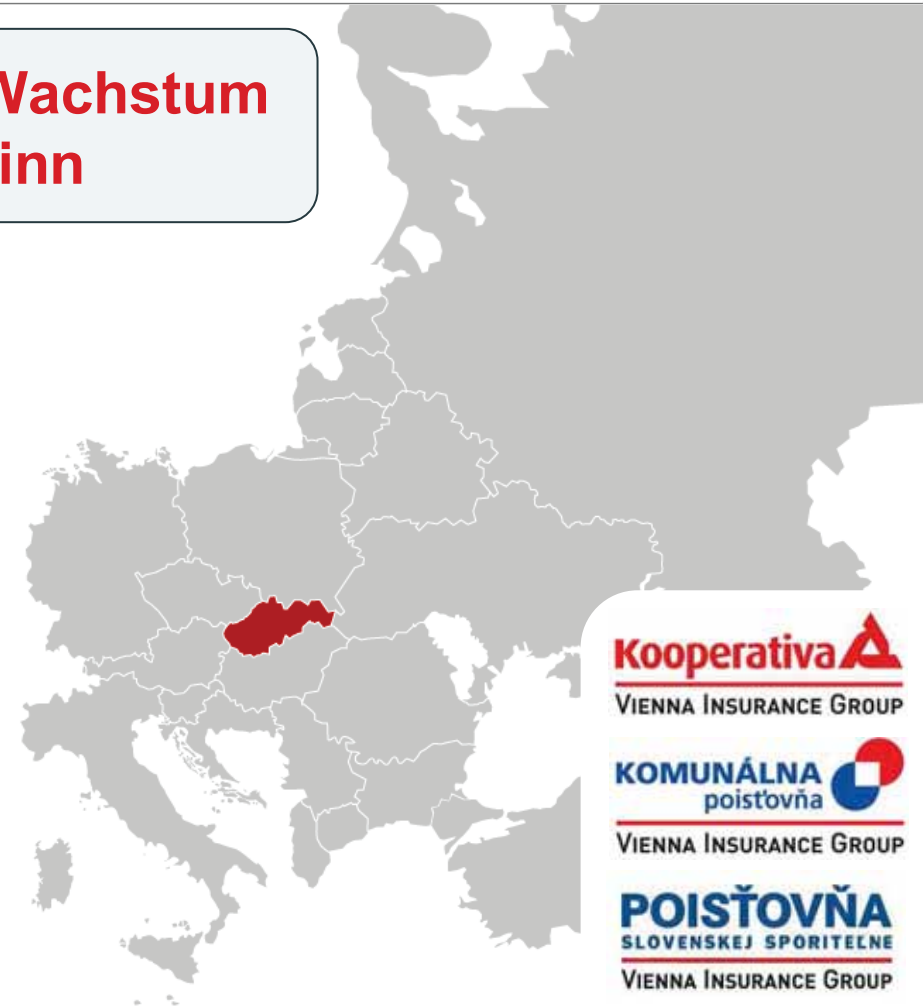 Wachstum
inn
Kooperativa
VIENNA INSURANCE GROUP
KOMUNÁLNA
poisťovňa
VIENNA INSURANCE GROUP
POISŤOVŇA
SLOVENSKEJ SPORITEĽNE
VIENNA INSURANCE GROUP